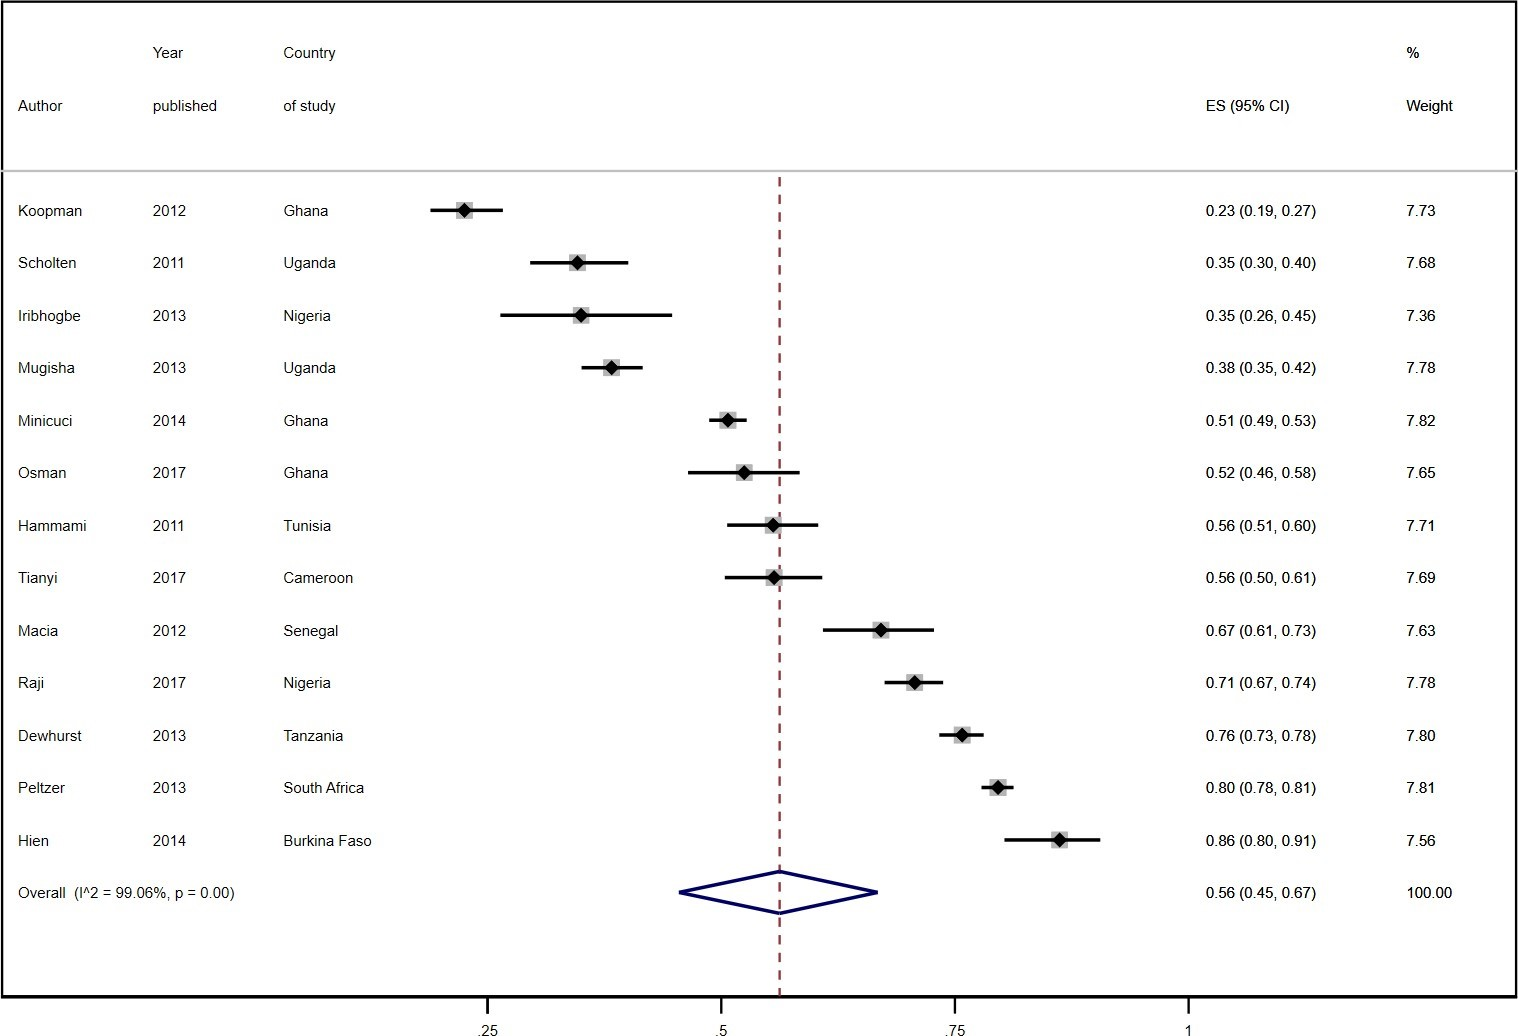 Year Country %
Author published of study ES (95% CI) Weight
Koopman 2012 Ghana 0.23 (0.19, 0.27) 7.73
Scholten 2011 Uganda 0.35 (0.30, 0.40) 7.68
Iribhogbe 2013 Nigeria 0.35 (0.26, 0.45) 7.36
Mugisha 2013 Uganda 0.38 (0.35, 0.42) 7.78
Minicuci 2014 Ghana 0.51 (0.49, 0.53) 7.82
Osman 2017 Ghana 0.52 (0.46, 0.58) 7.65
Hammami 2011 Tunisia 0.56 (0.51, 0.60) 7.71
Tianyi 2017 Cameroon 0.56 (0.50, 0.61) 7.69
Macia 2012 Senegal 0.67 (0.61, 0.73) 7.63
Raji 2017 Nigeria 0.71 (0.67, 0.74) 7.78
Dewhurst 2013 Tanzania 0.76 (0.73, 0.78) 7.80
Peltzer 2013 South Africa 0.80 (0.78, 0.81) 7.81
Hien 2014 Burkina Faso 0.86 (0.80, 0.91) 7.56
Overall (I^2 = 99.06%, p = 0.00) 0.56 (0.45, 0.67) 100.00
.25 .5 .75 1